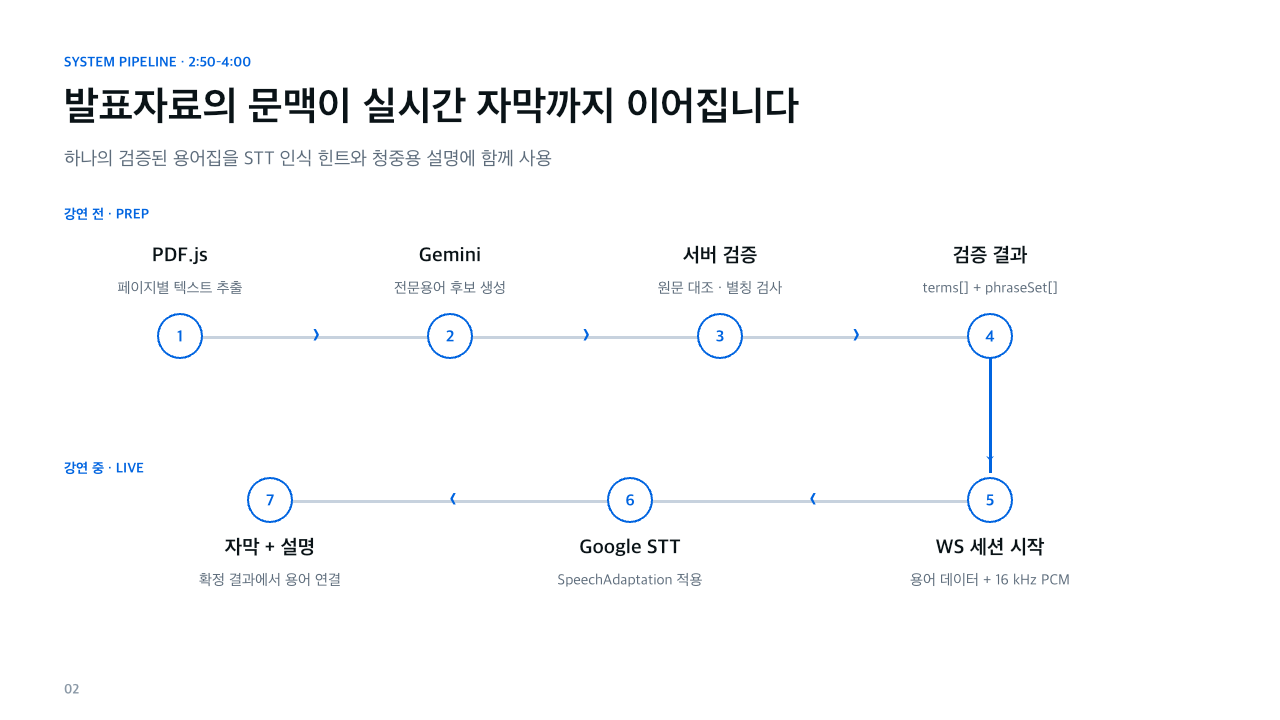 SYSTEM PIPELINE · 2:50-4:00
발표자료의 문맥이 실시간 자막까지 이어집니다
하나의 검증된 용어집을 STT 인식 힌트와 청중용 설명에 함께 사용
강연 전 · PREP
PDF.js
페이지별 텍스트 추출
1
Gemini
전문용어 후보 생성
2
서버 검증
원문 대조 · 별칭 검사
3
검증 결과
terms[] + phraseSet[]
4
강연 중 · LIVE
5
WS 세션 시작
용어 데이터 + 16 kHz PCM
6
Google STT
SpeechAdaptation 적용
7
자막 + 설명
확정 결과에서 용어 연결
02